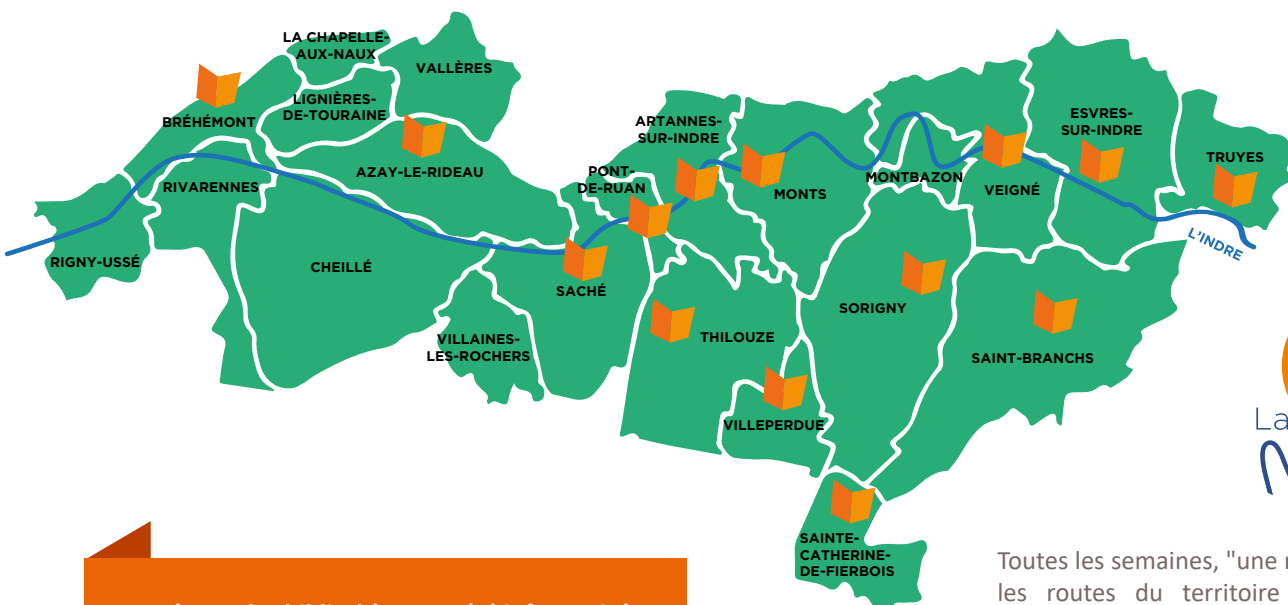 LA CHAPELLE-
AUX-NAUX
VALLÈRES
LIGNIÈRES-
DE-TOURAINE
BRÉHÉMONT
AZAY-LE-RIDEAU
RIVARENNES
RIGNY-USSÉ
CHEILLÉ
VILLAINES-
LES-ROCHERS
SACHÉ
PONT-
DE-RUAN
ARTANNES-
SUR-INDRE
MONTS
MONTBAZON
VEIGNÉ
ESVRES-
SUR-INDRE
TRUYES
L'INDRE
THILOUZE
SORIGNY
SAINT-BRANCHS
VILLEPERDUE
SAINTE-
CATHERINE-
DE-FIERBOIS
La
Toutes les semaines, "une
les routes du territoire